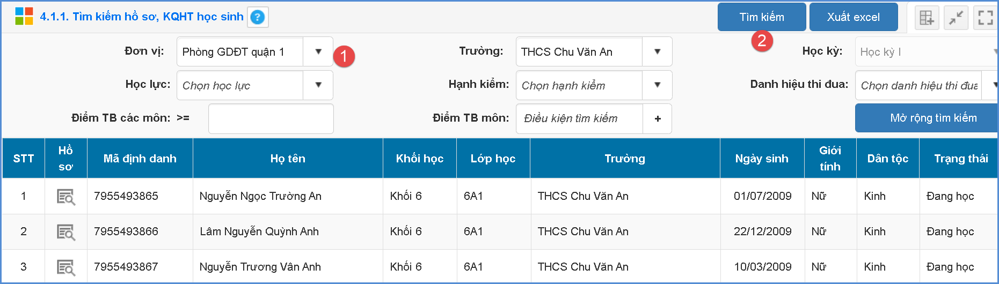 4.1.1. Tìm kiếm hồ sơ, KQHT học sinh ? Tìm kiếm Xuất excel
2
Đơn vị: Phòng GDĐT quận 1 1 Trường: THCS Chu Văn An Học kỳ: Học kỳ I
Học lực: Chọn học lực Hạnh kiểm: Chọn hạnh kiểm Danh hiệu thi đua: Chọn danh hiệu thi đua
Điểm TB các môn: >= Điểm TB môn: Điều kiện tìm kiếm + Mở rộng tìm kiếm
STT Hồ sơ Mã định danh Họ tên Khối học Lớp học Trường Ngày sinh Giới tính Dân tộc Trạng thái
1 7955493865 Nguyễn Ngọc Trường An Khối 6 6A1 THCS Chu Văn An 01/07/2009 Nữ Kinh Đang học
2 7955493866 Lâm Nguyễn Quỳnh Anh Khối 6 6A1 THCS Chu Văn An 22/12/2009 Nữ Kinh Đang học
3 7955493867 Nguyễn Trương Vân Anh Khối 6 6A1 THCS Chu Văn An 10/03/2009 Nữ Kinh Đang học